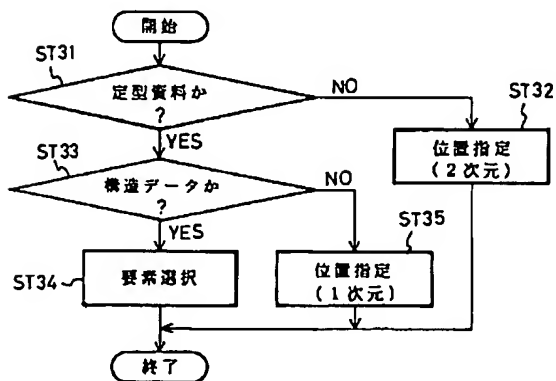 開始
ST31
定型資料か
?
NO
YES
ST32
位置指定
(2次元)
ST33
構造データか
?
NO
YES
ST35
ST34
要素選択
位置指定
(1次元)
終了